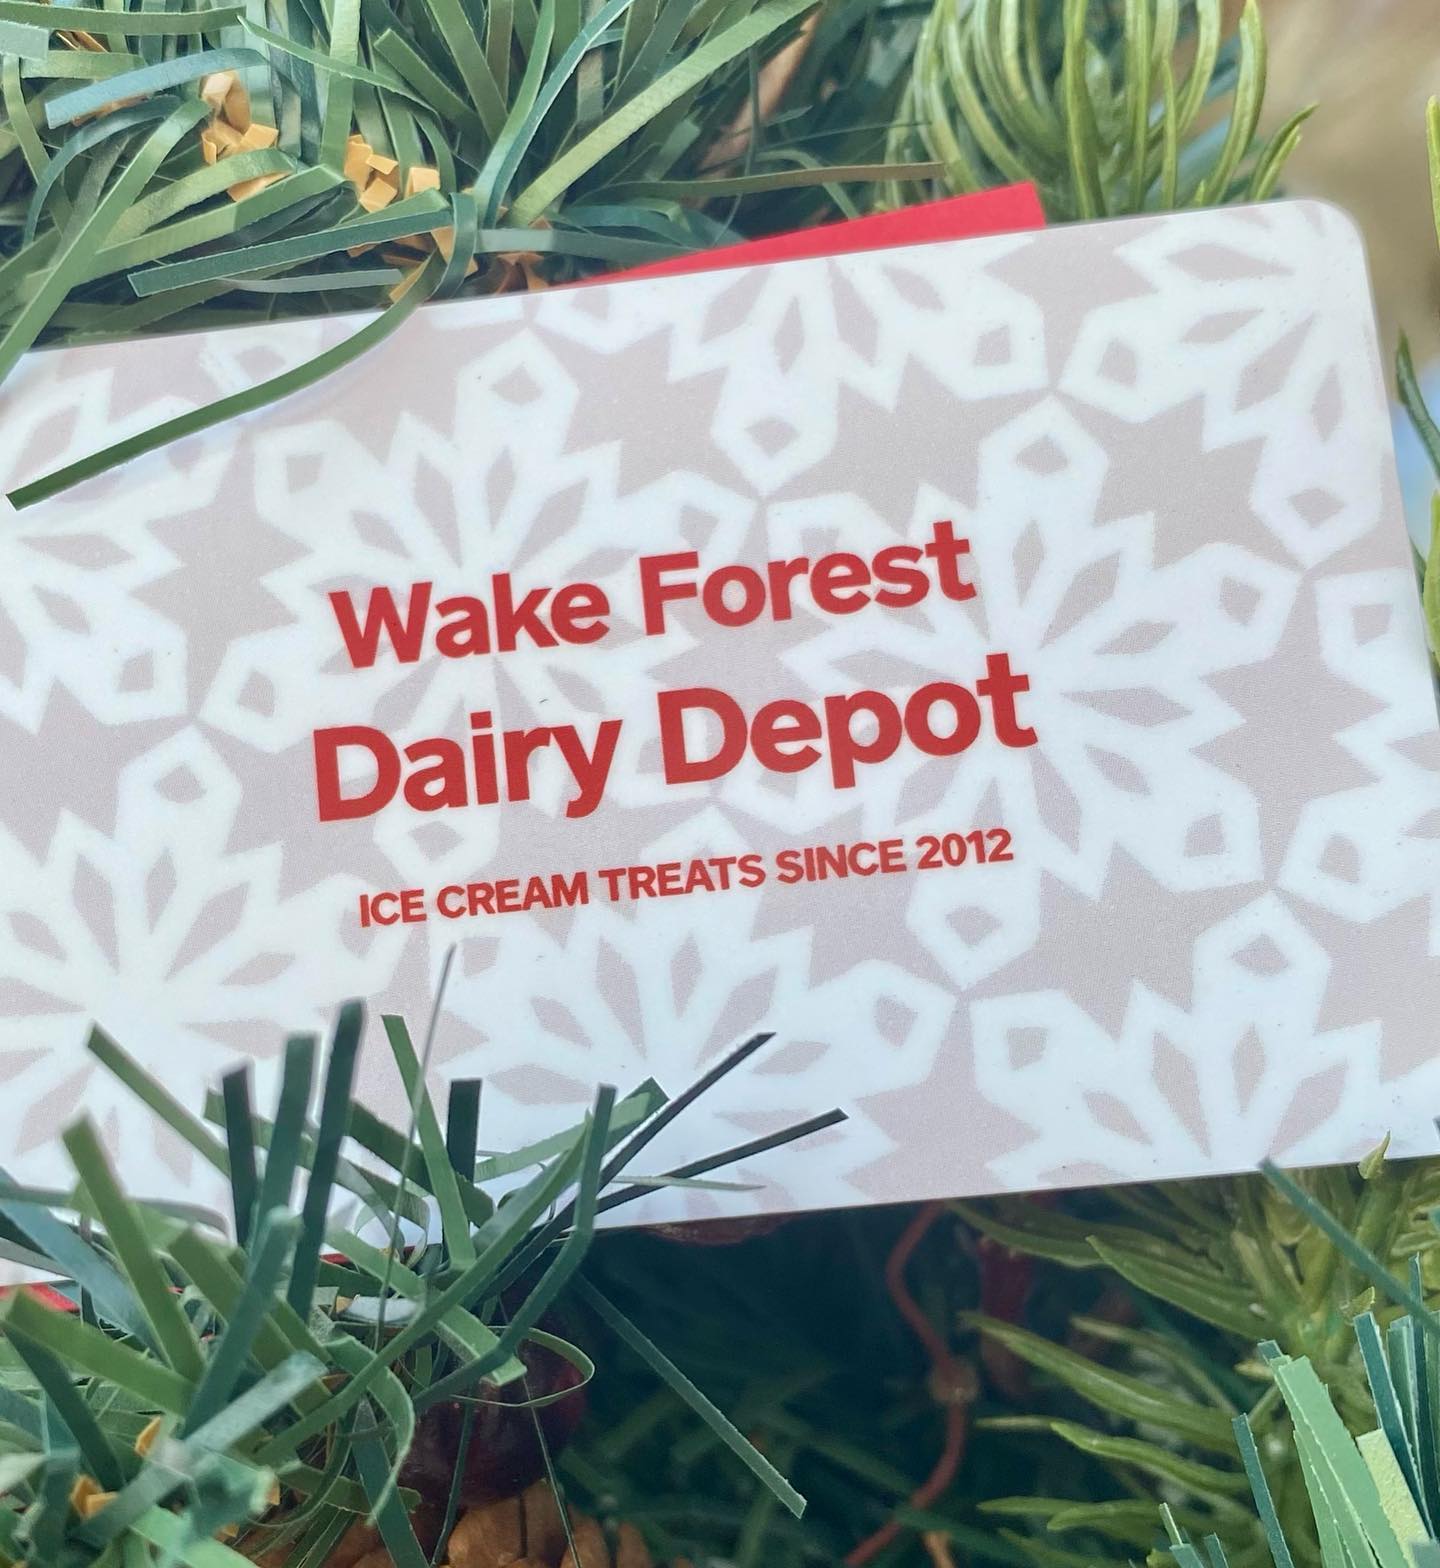 Wake Forest
Dairy Depot
ICE CREAM TREATS SINCE 2012